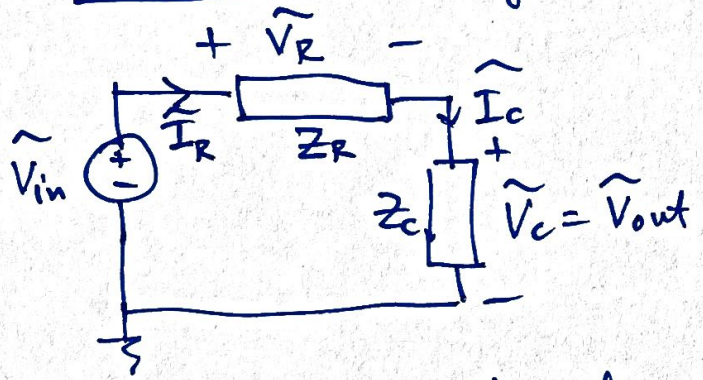 + Ṽ_R −
Ĩ_R
Z_R
Ĩ_c
+
Ṽ_in
+
−
Z_c
Ṽ_c = Ṽ_out
−